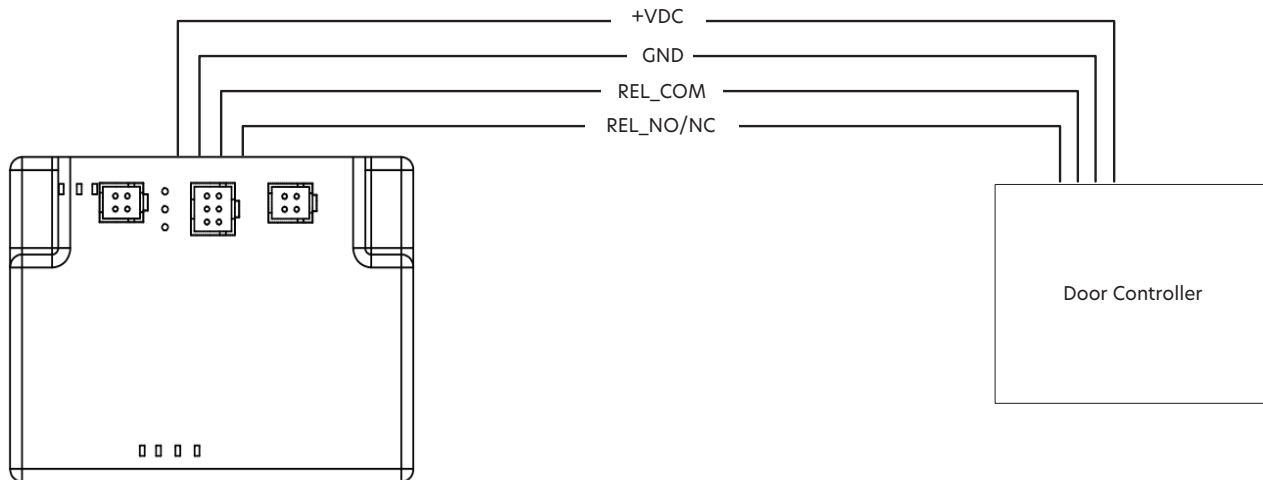 +VDC
GND
REL_COM
REL_NO/NC
Door Controller